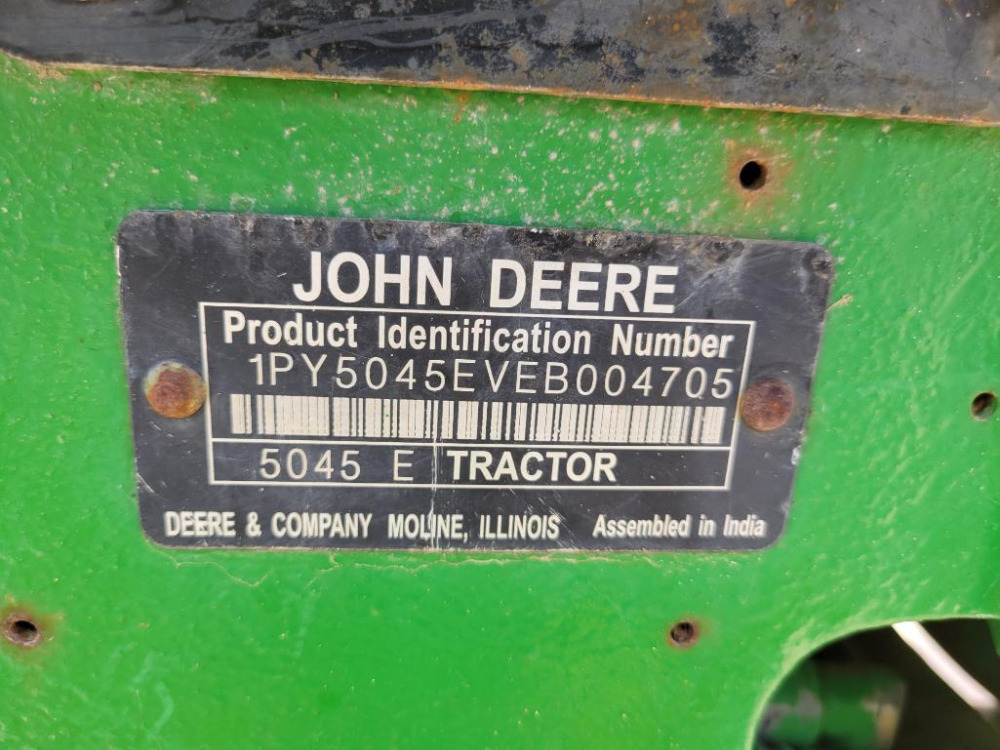 JOHN DEERE
Product Identification Number
1PY5045EVEB004705
5045 E TRACTOR
DEERE & COMPANY MOLINE, ILLINOIS Assembled in India